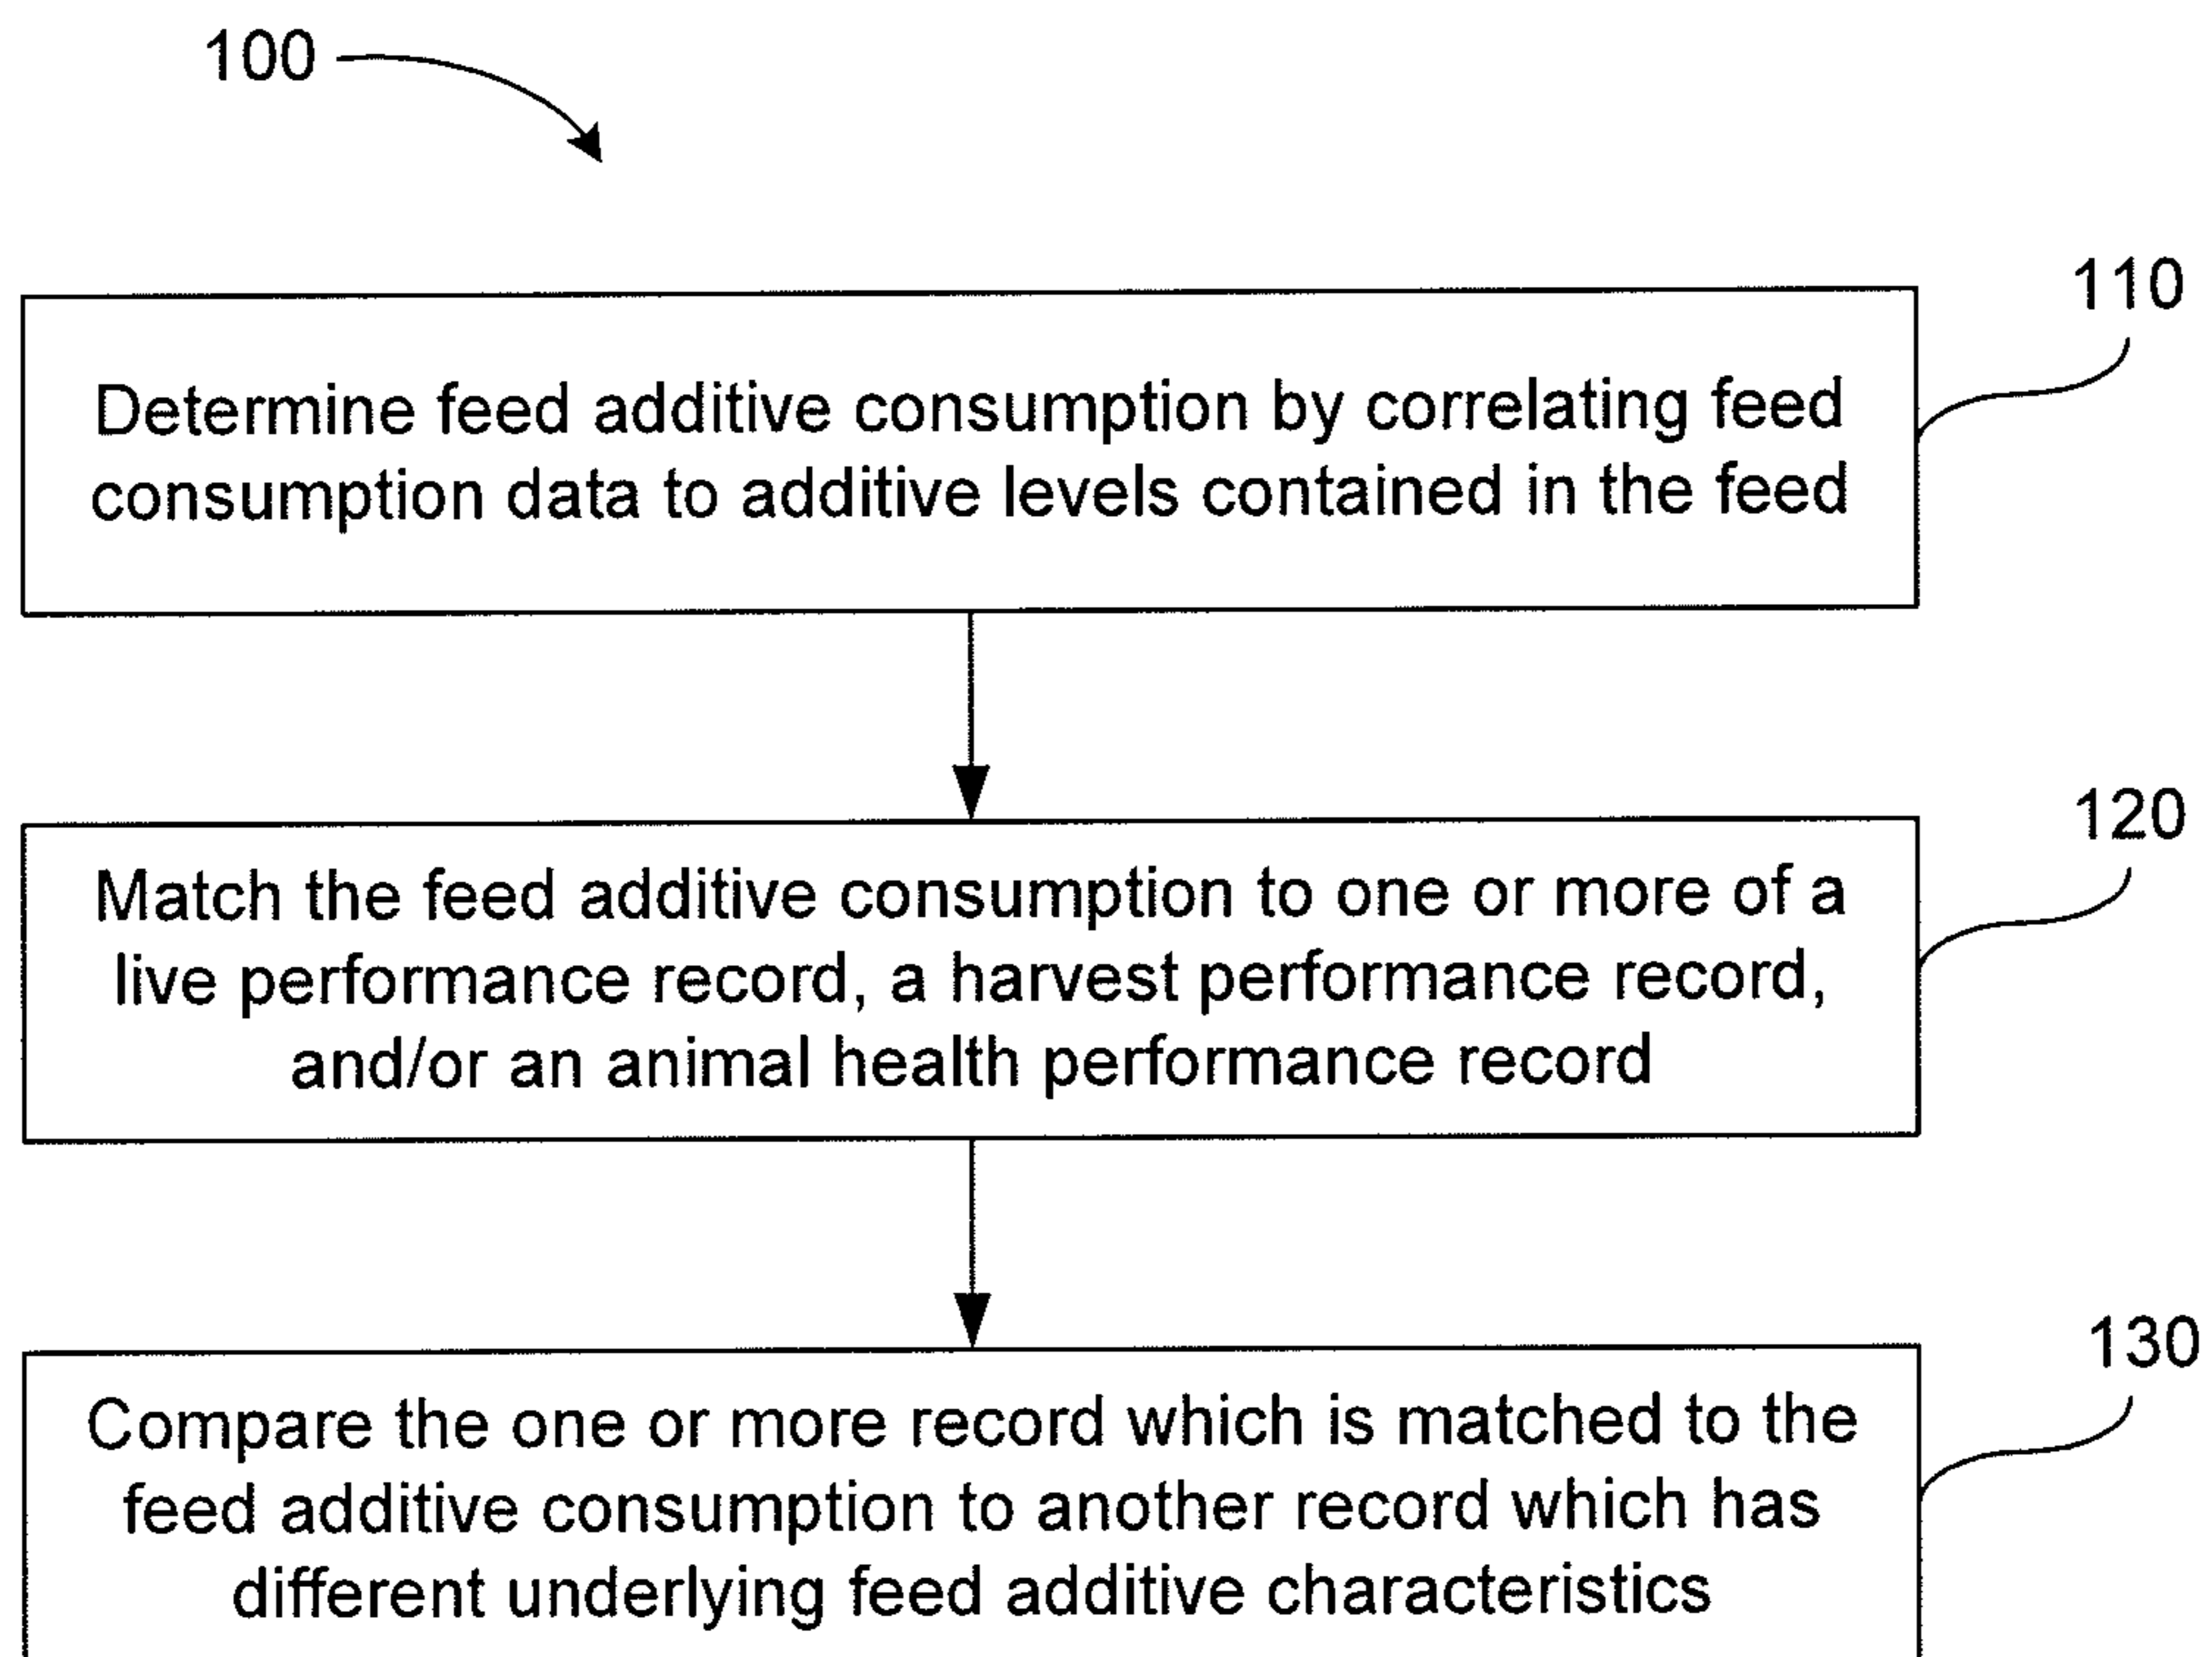 100
110
Determine feed additive consumption by correlating feed
consumption data to additive levels contained in the feed
120
Match the feed additive consumption to one or more of a
live performance record, a harvest performance record,
and/or an animal health performance record
130
Compare the one or more record which is matched to the
feed additive consumption to another record which has
different underlying feed additive characteristics